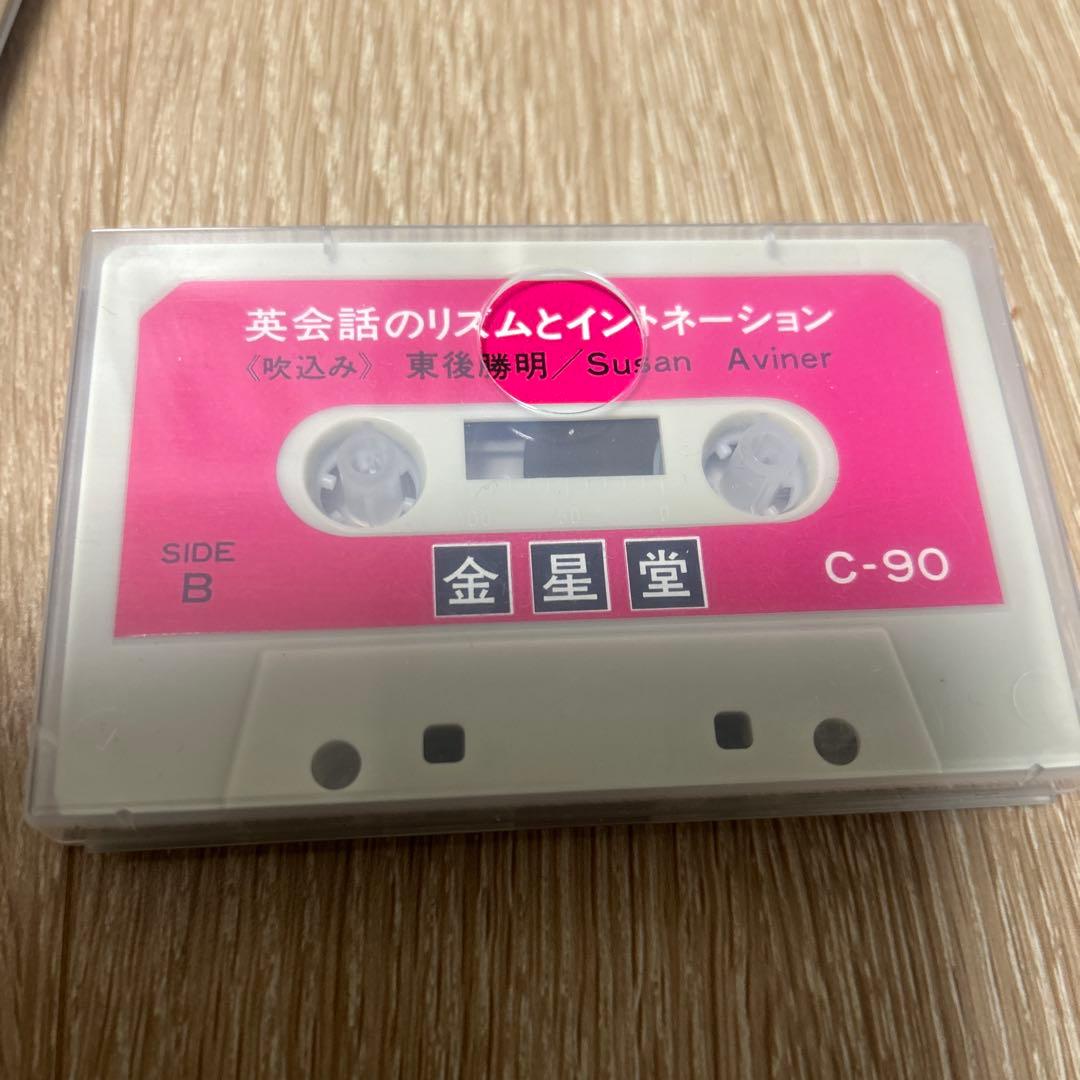 英会話のリズムとイントネーション
《吹込み》 東後勝明／Susan Aviner
SIDE
B
金星堂
C-90